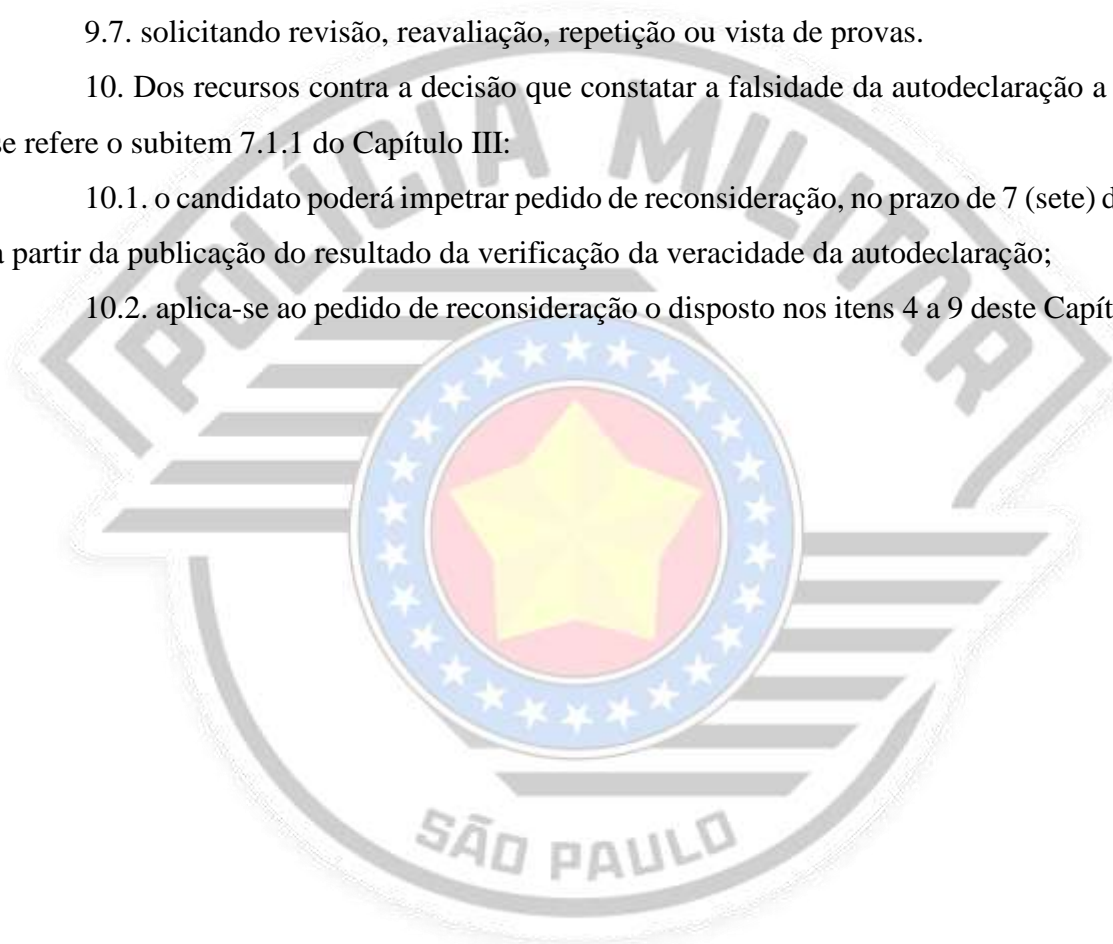 9.7. solicitando revisão, reavaliação, repetição ou vista de provas.
10. Dos recursos contra a decisão que constatar a falsidade da autodeclaração a
se refere o subitem 7.1.1 do Capítulo III:
10.1. o candidato poderá impetrar pedido de reconsideração, no prazo de 7 (sete) d
a partir da publicação do resultado da verificação da veracidade da autodeclaração;
10.2. aplica-se ao pedido de reconsideração o disposto nos itens 4 a 9 deste Capít
POLÍCIA MILITAR
SÃO PAULO